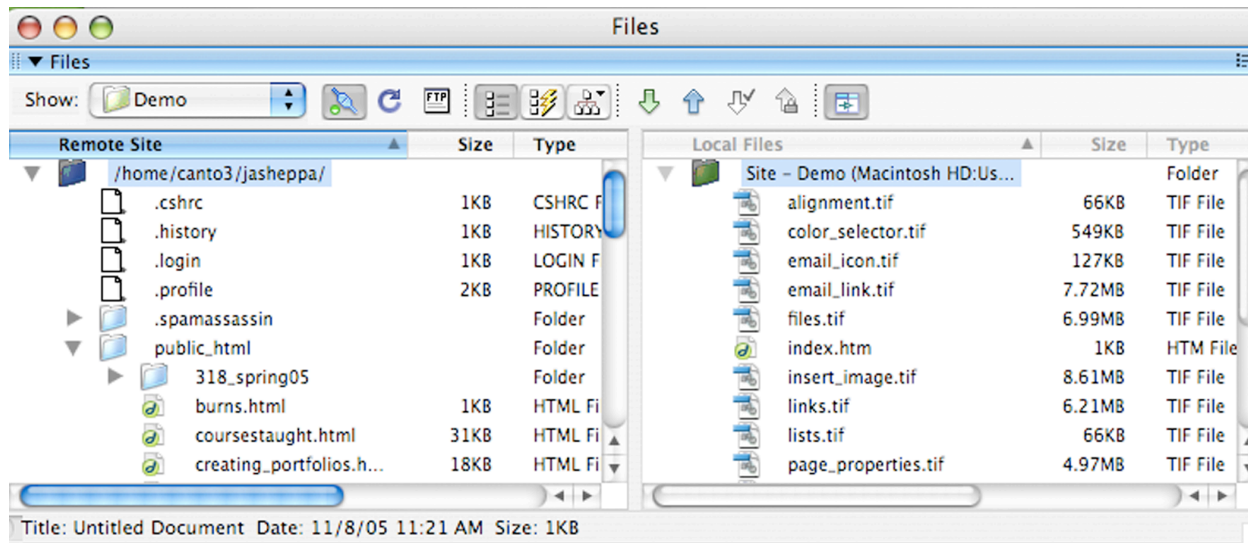 Files
Files
Show: Demo FTP
Remote Site Size Type Local Files Size Type
/home/canto3/jasheppa/ Site – Demo (Macintosh HD:Us... Folder
.cshrc 1KB CSHRC F alignment.tif 66KB TIF File
.history 1KB HISTORY color_selector.tif 549KB TIF File
.login 1KB LOGIN F email_icon.tif 127KB TIF File
.profile 2KB PROFILE email_link.tif 7.72MB TIF File
.spamassassin Folder files.tif 6.99MB TIF File
public_html Folder index.htm 1KB HTM File
318_spring05 Folder insert_image.tif 8.61MB TIF File
burns.html 1KB HTML Fi links.tif 6.21MB TIF File
coursestaught.html 31KB HTML Fi lists.tif 66KB TIF File
creating_portfolios.h... 18KB HTML Fi page_properties.tif 4.97MB TIF File
Title: Untitled Document Date: 11/8/05 11:21 AM Size: 1KB